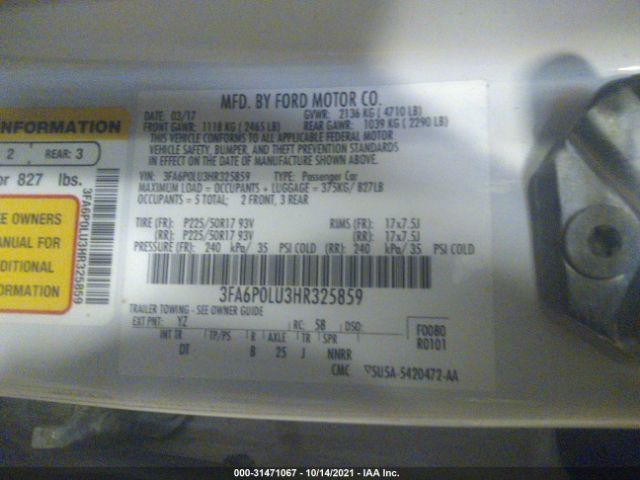 MFD. BY FORD MOTOR CO.
DATE: 03/17 GVWR: 2136 KG ( 4710 LB)
FRONT GAWR: 1118 KG ( 2465 LB) REAR GAWR: 1039 KG ( 2290 LB)
THIS VEHICLE CONFORMS TO ALL APPLICABLE FEDERAL MOTOR
VEHICLE SAFETY, BUMPER, AND THEFT PREVENTION STANDARDS
IN EFFECT ON THE DATE OF MANUFACTURE SHOWN ABOVE.
VIN: 3FA6P0LU3HR325859 TYPE: Passenger Car
MAXIMUM LOAD = OCCUPANTS + LUGGAGE = 375KG/ 827LB
OCCUPANTS = 5 TOTAL; 2 FRONT, 3 REAR
TIRE (FR): P225/50R17 93V RIMS (FR): 17x7.5J
(RR): P225/50R17 93V (RR): 17x7.5J
PRESSURE (FR): 240 kPa/ 35 PSI COLD (RR): 240 kPa/ 35 PSI COLD
3FA6P0LU3HR325859
TRAILER TOWING - SEE OWNER GUIDE
EXT PNT: YZ RC: 58 DSO: F0080
INT TR TP/PS R AXLE TR SPR R0101
DT B 25 J NNRR
CMC 5U5A-5420472-AA
INFORMATION
2 REAR: 3
or 827 lbs.
OWNERS
MANUAL FOR
INFORMATION
3FA6P0LU3HR325859
000-31471067 - 10/14/2021 - IAA Inc.